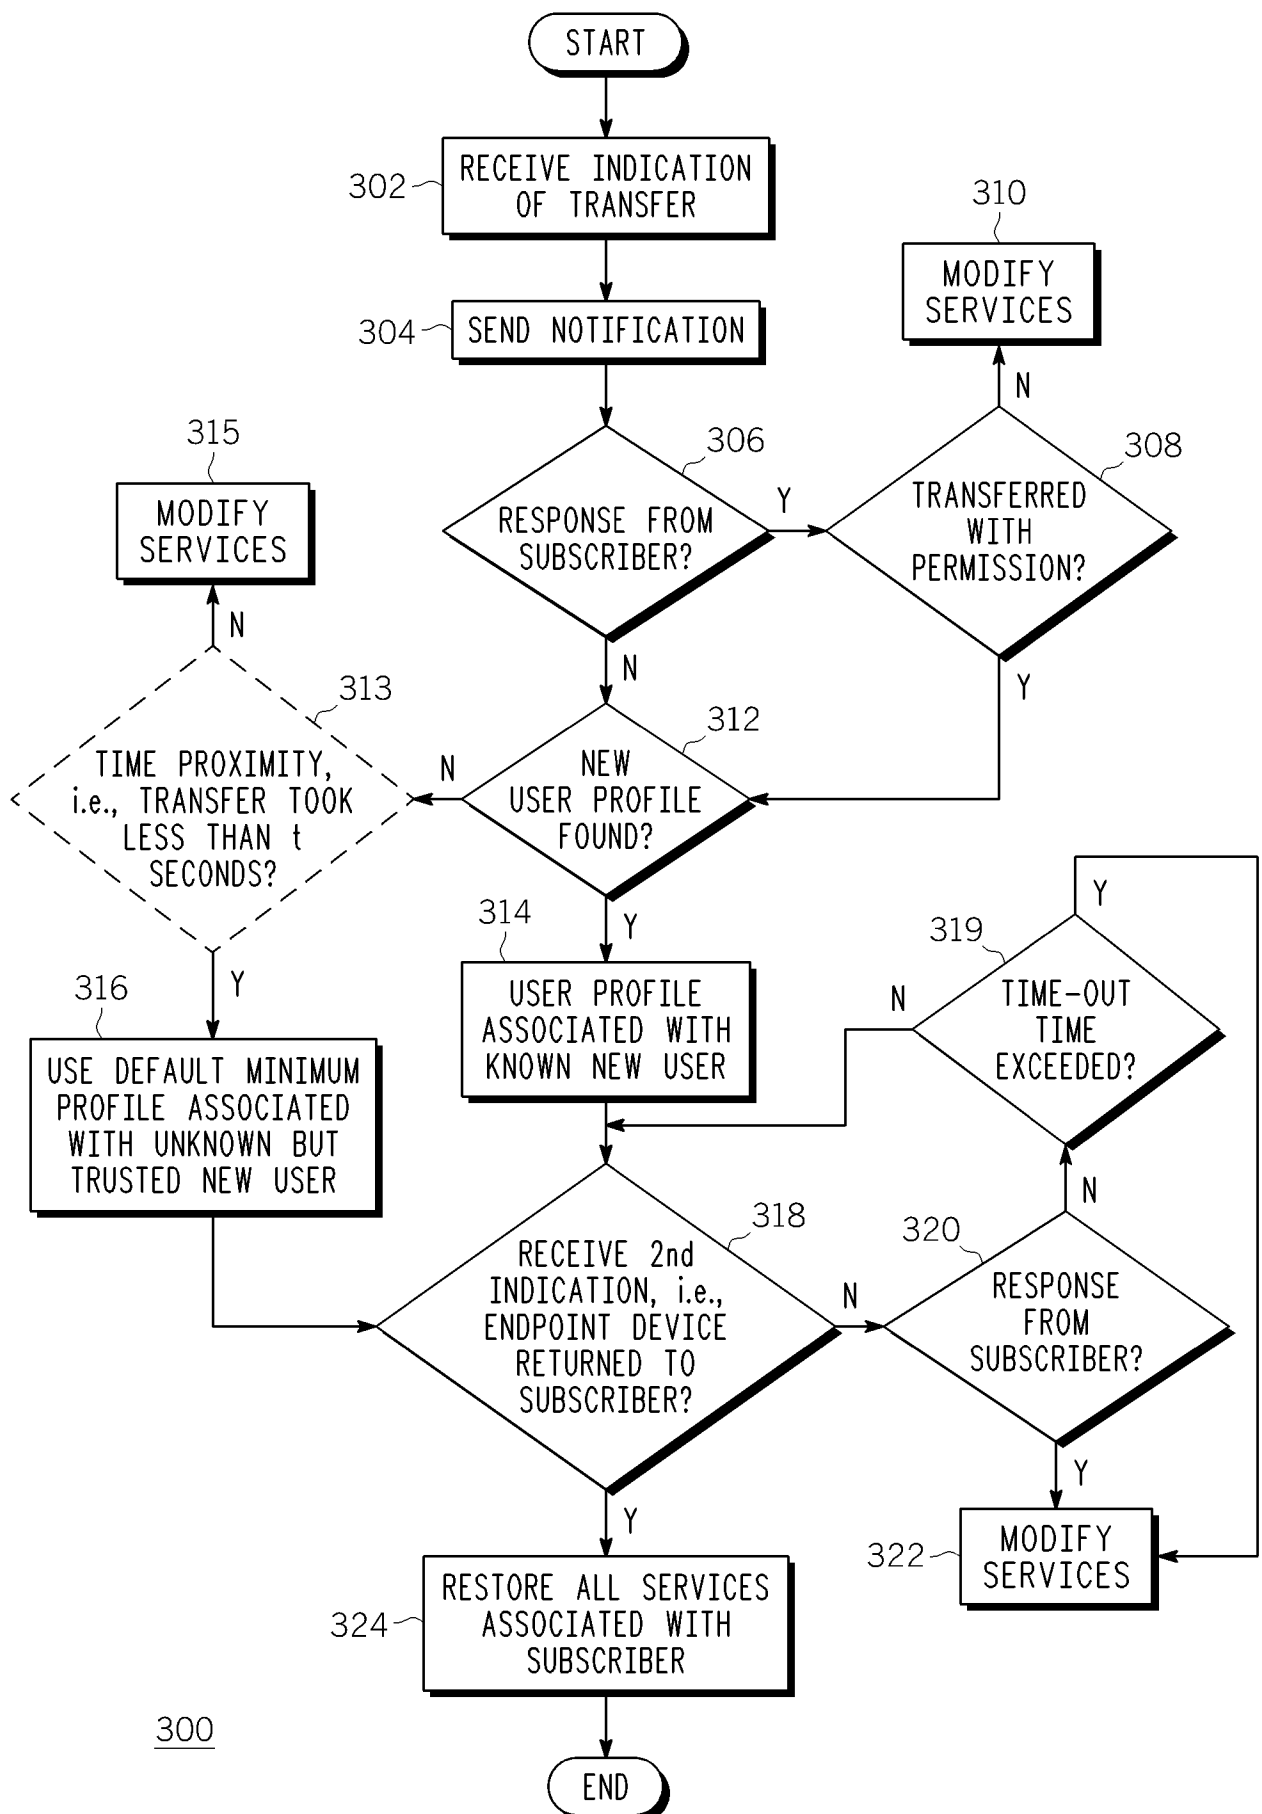 START
302
RECEIVE INDICATION
OF TRANSFER
310
MODIFY
SERVICES
304
SEND NOTIFICATION
N
315
MODIFY
SERVICES
306
RESPONSE FROM
SUBSCRIBER?
Y
308
TRANSFERRED
WITH
PERMISSION?
N
N
Y
313
TIME PROXIMITY,
i.e., TRANSFER TOOK
LESS THAN t
SECONDS?
N
312
NEW
USER PROFILE
FOUND?
Y
Y
314
USER PROFILE
ASSOCIATED WITH
KNOWN NEW USER
319
Y
TIME-OUT
TIME
EXCEEDED?
N
316
USE DEFAULT MINIMUM
PROFILE ASSOCIATED
WITH UNKNOWN BUT
TRUSTED NEW USER
N
318
RECEIVE 2nd
INDICATION, i.e.,
ENDPOINT DEVICE
RETURNED TO
SUBSCRIBER?
N
320
RESPONSE
FROM
SUBSCRIBER?
Y
Y
322
MODIFY
SERVICES
324
RESTORE ALL SERVICES
ASSOCIATED WITH
SUBSCRIBER
300
END